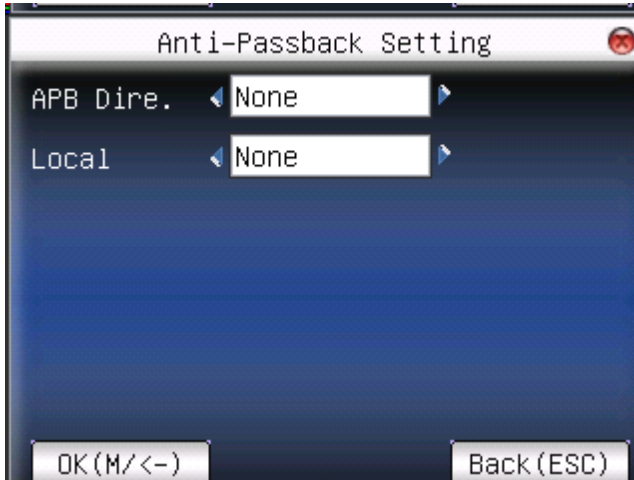 Anti-Passback Setting
APB Dire. None
Local None
OK(M/<-) Back(ESC)